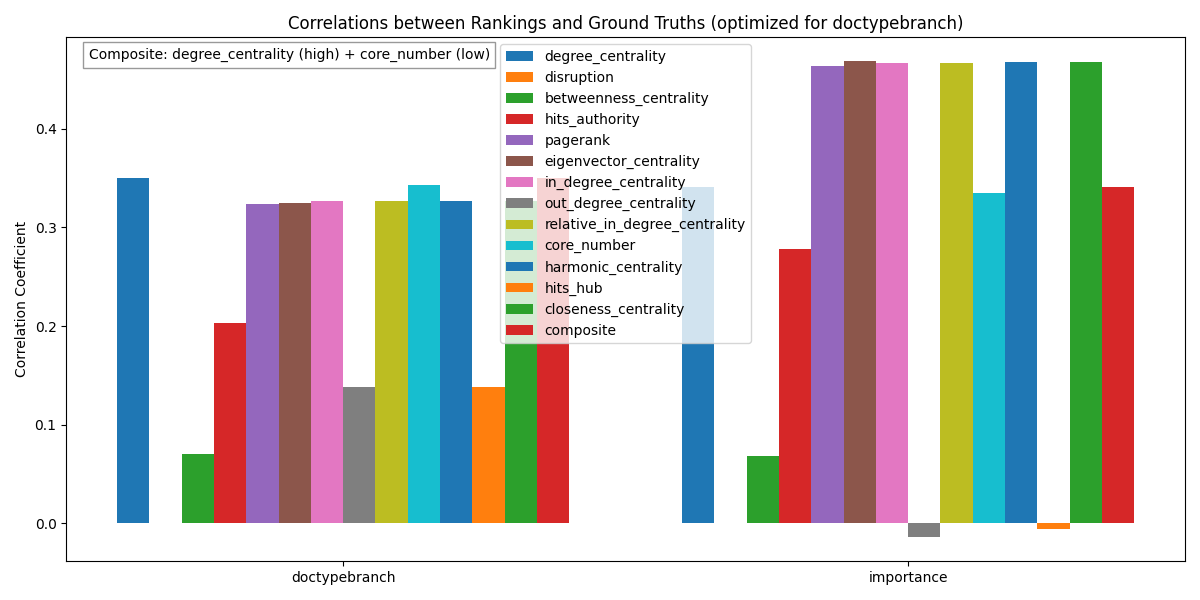 Correlations between Rankings and Ground Truths (optimized for doctypebranch)
Composite: degree_centrality (high) + core_number (low)
degree_centrality
disruption
betweenness_centrality
hits_authority
pagerank
eigenvector_centrality
in_degree_centrality
out_degree_centrality
relative_in_degree_centrality
core_number
harmonic_centrality
hits_hub
closeness_centrality
composite
Correlation Coefficient
0.4
0.3
0.2
0.1
0.0
doctypebranch
importance